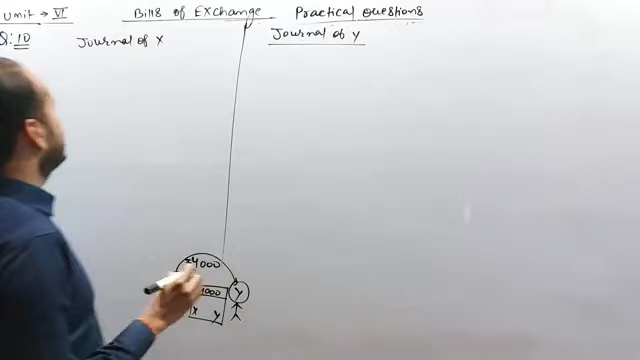 Unit → VI Bills of Exchange Practical Questions
Q: 10 Journal of X Journal of Y
4000
1000 Y
X Y